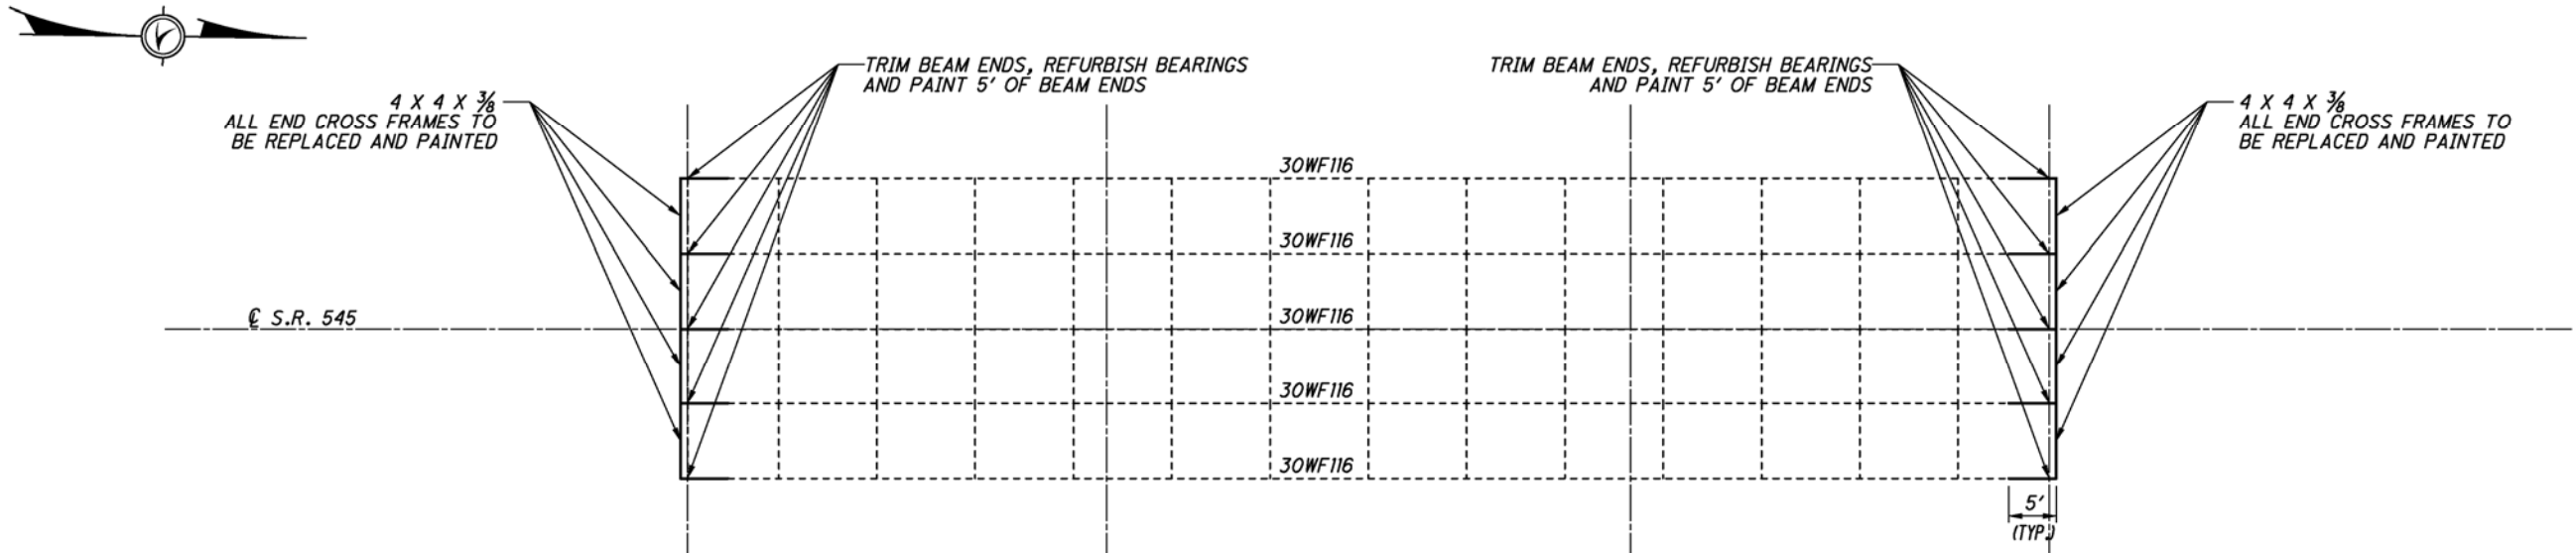 TRIM BEAM ENDS, REFURBISH BEARINGS
AND PAINT 5' OF BEAM ENDS
TRIM BEAM ENDS, REFURBISH BEARINGS
AND PAINT 5' OF BEAM ENDS
4 X 4 X ⅜
ALL END CROSS FRAMES TO
BE REPLACED AND PAINTED
4 X 4 X ⅜
ALL END CROSS FRAMES TO
BE REPLACED AND PAINTED
30WF116
30WF116
℄ S.R. 545
30WF116
30WF116
30WF116
5'
(TYP.)